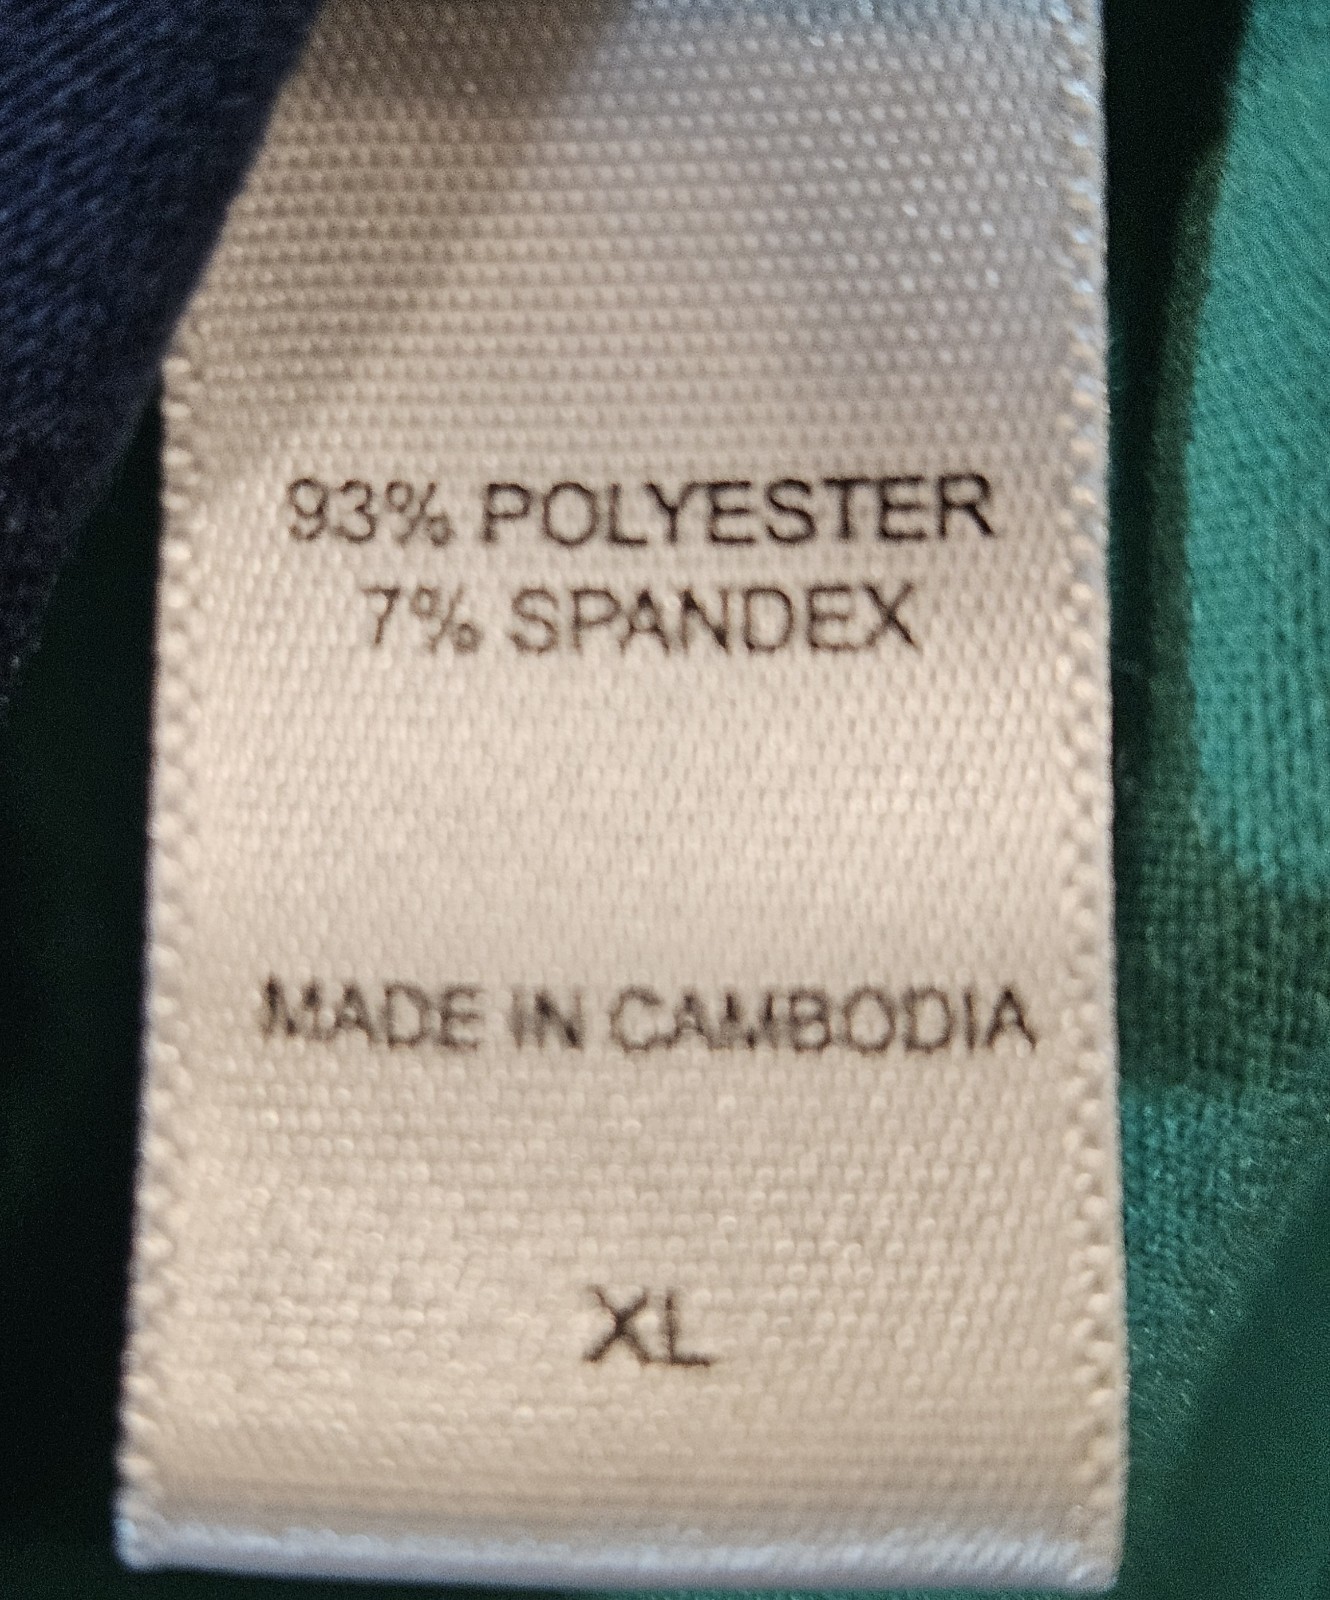 93% POLYESTER
7% SPANDEX
MADE IN CAMBODIA
XL